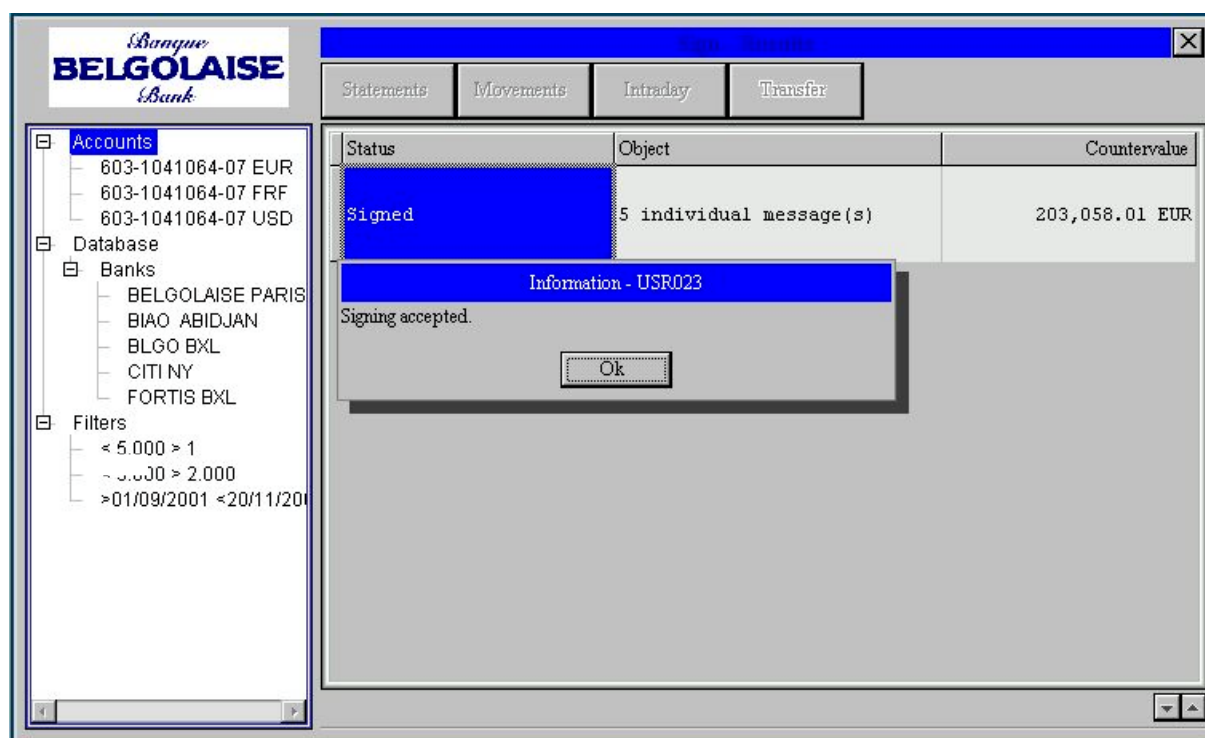 Banque
BELGOLAISE
Bank
Statements Movements Intraday Transfer
Accounts
603-1041064-07 EUR
603-1041064-07 FRF
603-1041064-07 USD
Database
Banks
BELGOLAISE PARIS
BIAO ABIDJAN
BLGO BXL
CITI NY
FORTIS BXL
Filters
< 5.000 > 1
> 2.000
>01/09/2001 <20/11/200
Status Object Countervalue
Signed 5 individual message(s) 203,058.01 EUR
Information - USR023
Signing accepted.
Ok